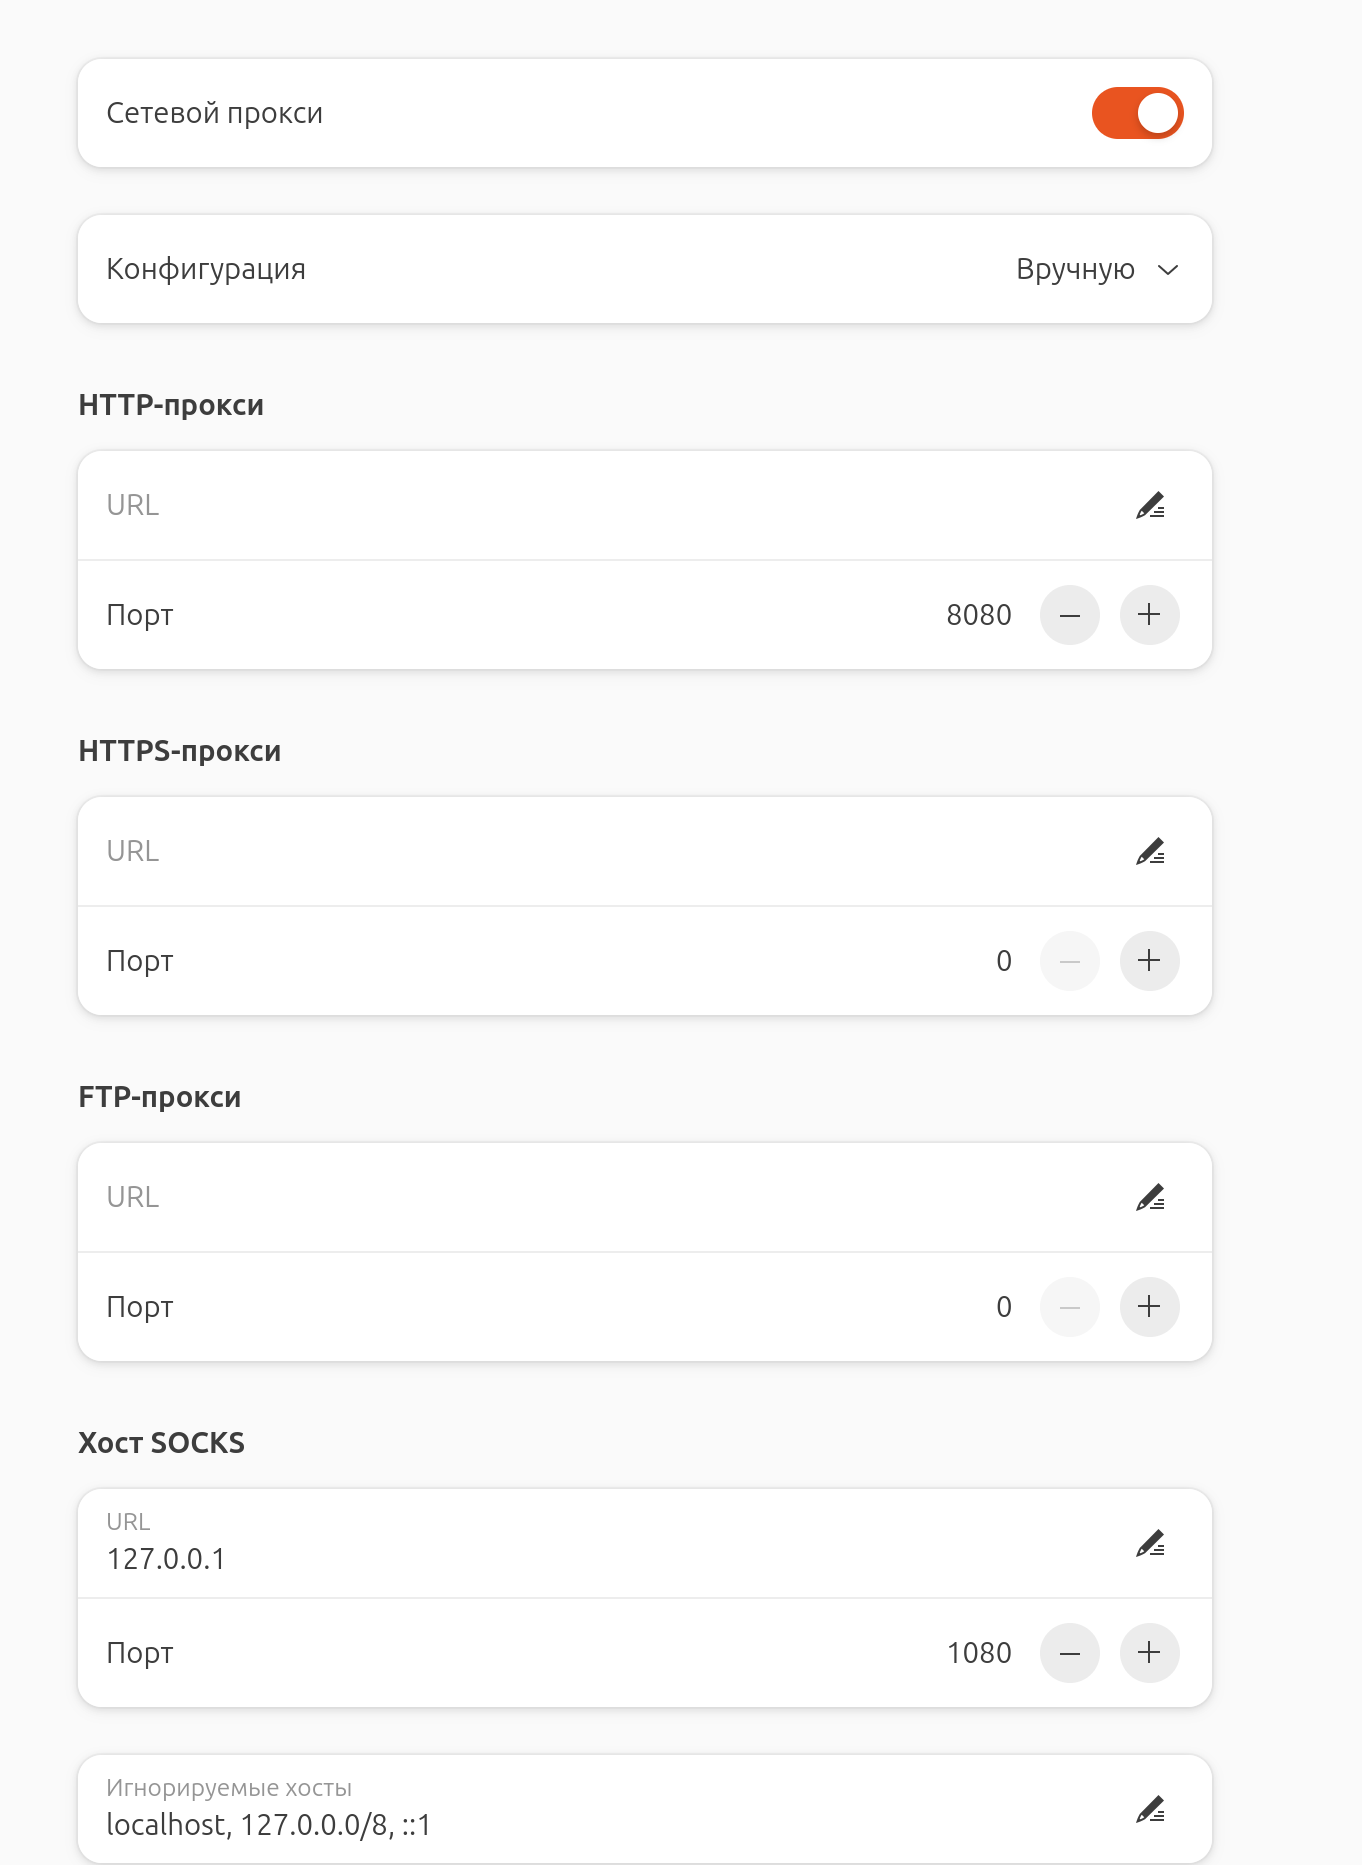 Сетевой прокси
Конфигурация Вручную
HTTP-прокси
URL
Порт 8080
HTTPS-прокси
URL
Порт 0
FTP-прокси
URL
Порт 0
Хост SOCKS
URL
127.0.0.1
Порт 1080
Игнорируемые хосты
localhost, 127.0.0.0/8, ::1